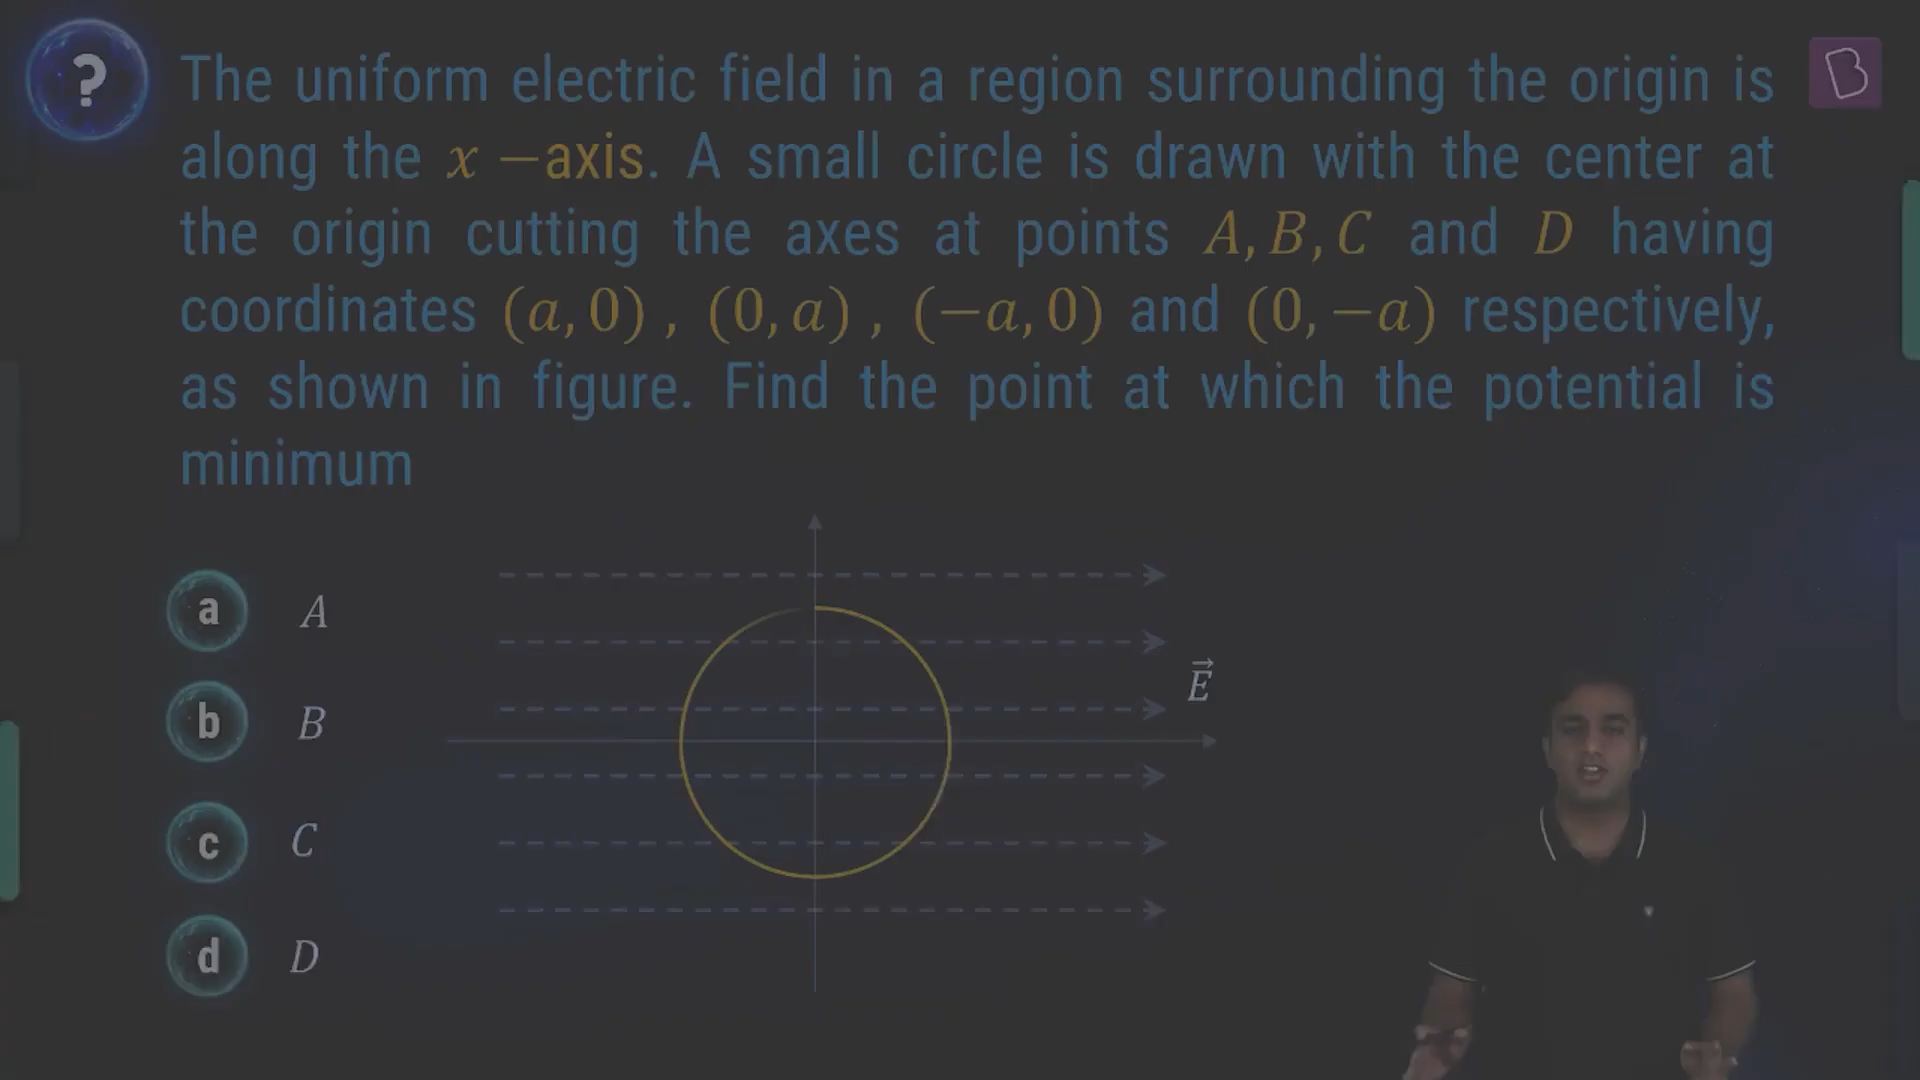 ?
The uniform electric field in a region surrounding the origin is
along the x −axis. A small circle is drawn with the center at
the origin cutting the axes at points A, B, C and D having
coordinates (a, 0) , (0, a) , (−a, 0) and (0, −a) respectively,
as shown in figure. Find the point at which the potential is
minimum
a A
b B
c C
d D
E⃗
B